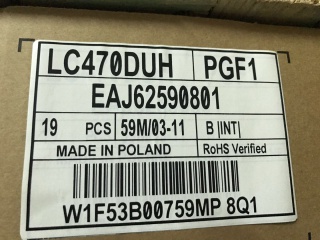 LC470DUH PGF1
EAJ62590801
19 PCS 59M/03-11 B |INT|
MADE IN POLAND RoHS Verified
W1F53B00759MP 8Q1